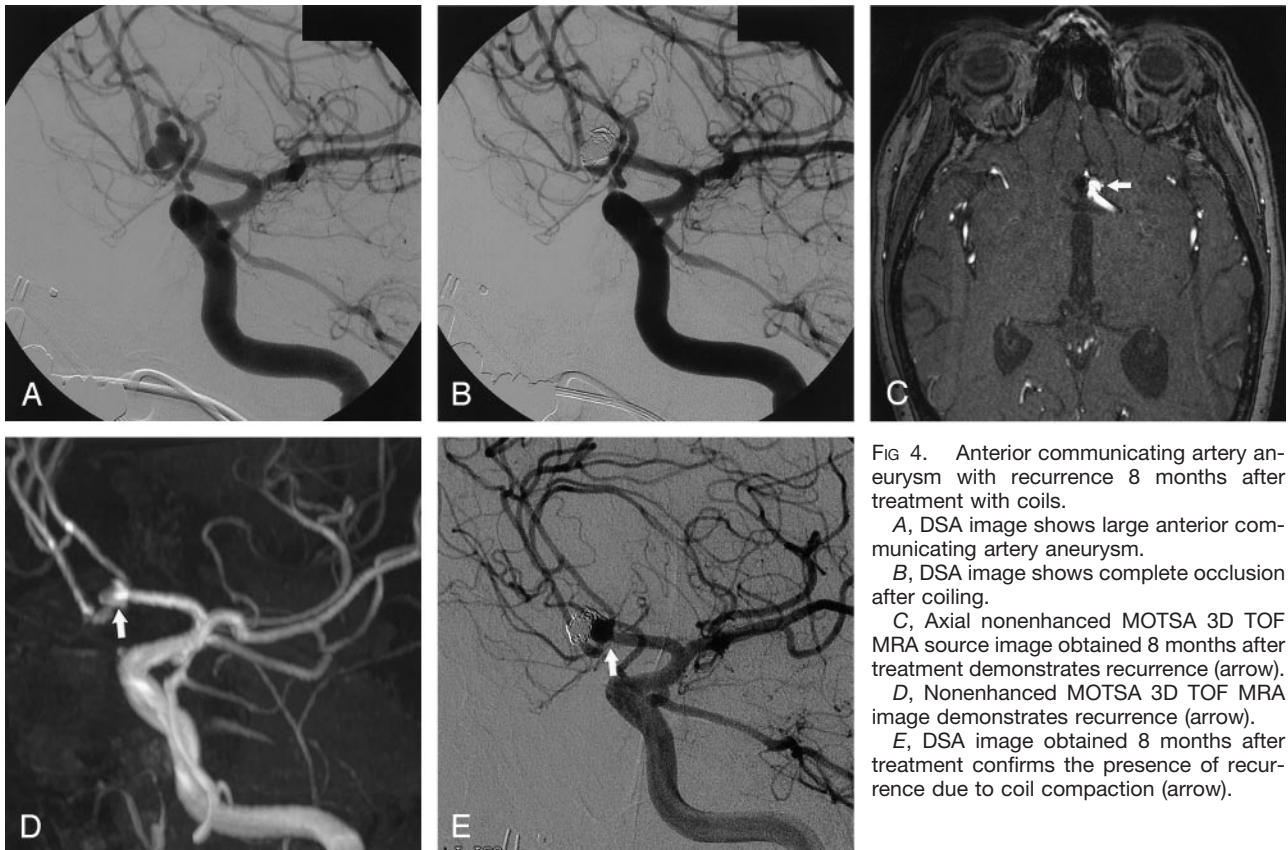 A
B
C
D
E
FIG 4. Anterior communicating artery an-
eurysm with recurrence 8 months after
treatment with coils.
A, DSA image shows large anterior com-
municating artery aneurysm.
B, DSA image shows complete occlusion
after coiling.
C, Axial nonenhanced MOTSA 3D TOF
MRA source image obtained 8 months after
treatment demonstrates recurrence (arrow).
D, Nonenhanced MOTSA 3D TOF MRA
image demonstrates recurrence (arrow).
E, DSA image obtained 8 months after
treatment confirms the presence of recur-
rence due to coil compaction (arrow).